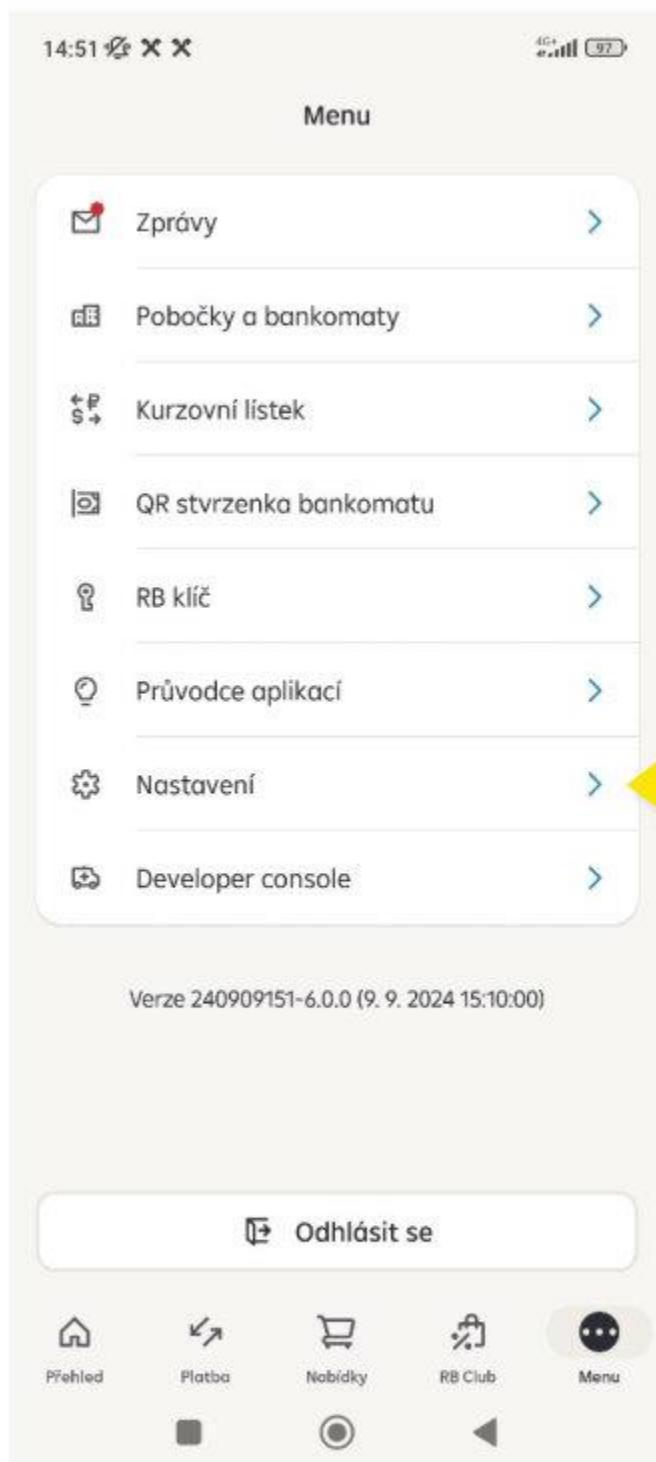 14:51
4G+
97
Menu
Zprávy
Pobočky a bankomaty
Kurzovní lístek
QR stvrzenka bankomatu
RB klíč
Průvodce aplikací
Nastavení
Developer console
Verze 240909151-6.0.0 (9. 9. 2024 15:10:00)
Odhlásit se
Přehled Platba Nabídky RB Club Menu